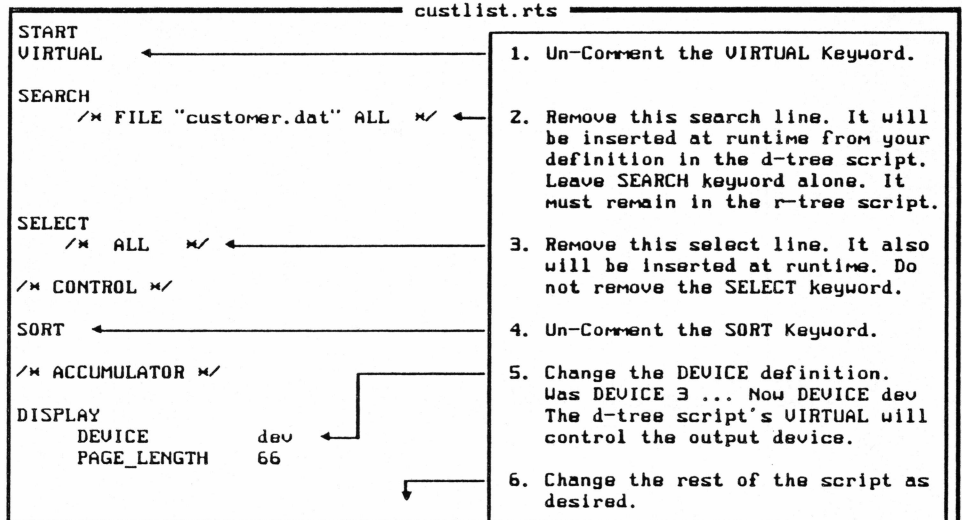 custlist.rts
START
VIRTUAL
SEARCH
/* FILE "customer.dat" ALL */
SELECT
/* ALL */
/* CONTROL */
SORT
/* ACCUMULATOR */
DISPLAY
DEVICE dev
PAGE_LENGTH 66
1. Un-Comment the VIRTUAL Keyword.
2. Remove this search line. It will
be inserted at runtime from your
definition in the d-tree script.
Leave SEARCH keyword alone. It
must remain in the r-tree script.
3. Remove this select line. It also
will be inserted at runtime. Do
not remove the SELECT keyword.
4. Un-Comment the SORT Keyword.
5. Change the DEVICE definition.
Was DEVICE 3 ... Now DEVICE dev
The d-tree script's VIRTUAL will
control the output device.
6. Change the rest of the script as
desired.